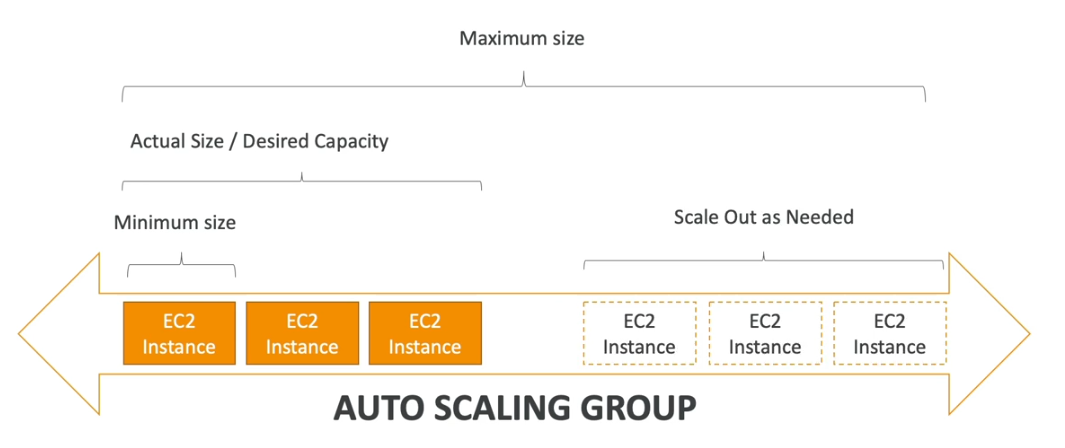 Maximum size
Actual Size / Desired Capacity
Minimum size
Scale Out as Needed
EC2
Instance
EC2
Instance
EC2
Instance
EC2
Instance
EC2
Instance
EC2
Instance
AUTO SCALING GROUP